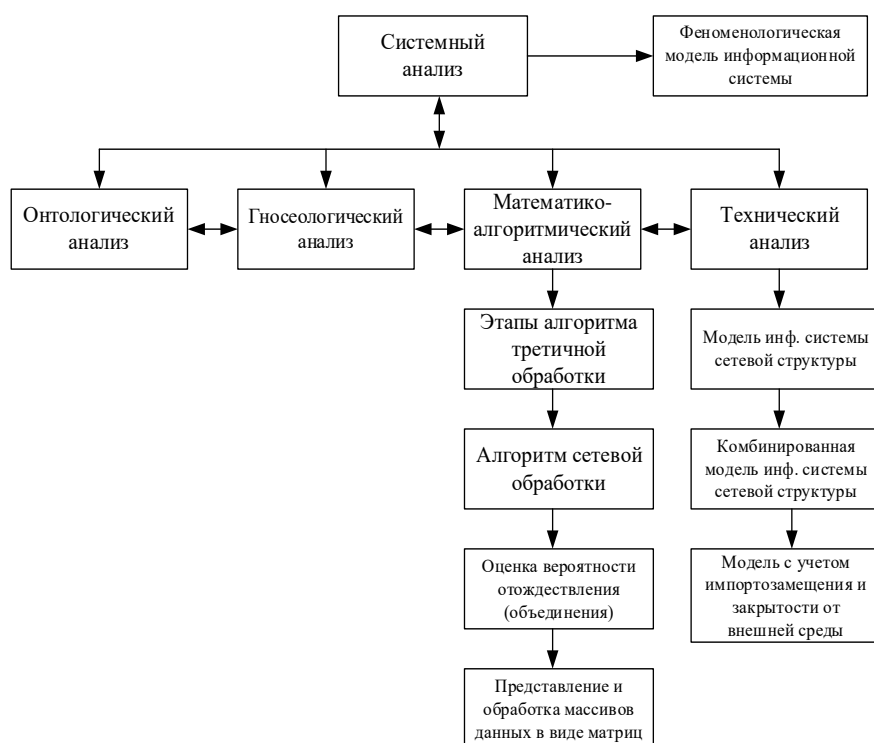 Системный
анализ
Феноменологическая
модель информационной
системы
Онтологический
анализ
Гносеологический
анализ
Математико-
алгоритмический
анализ
Технический
анализ
Этапы алгоритма
третичной
обработки
Модель инф. системы
сетевой структуры
Алгоритм сетевой
обработки
Комбинированная
модель инф. системы
сетевой структуры
Оценка вероятности
отождествления
(объединения)
Модель с учетом
импортозамещения и
закрытости от
внешней среды
Представление и
обработка массивов
данных в виде матриц